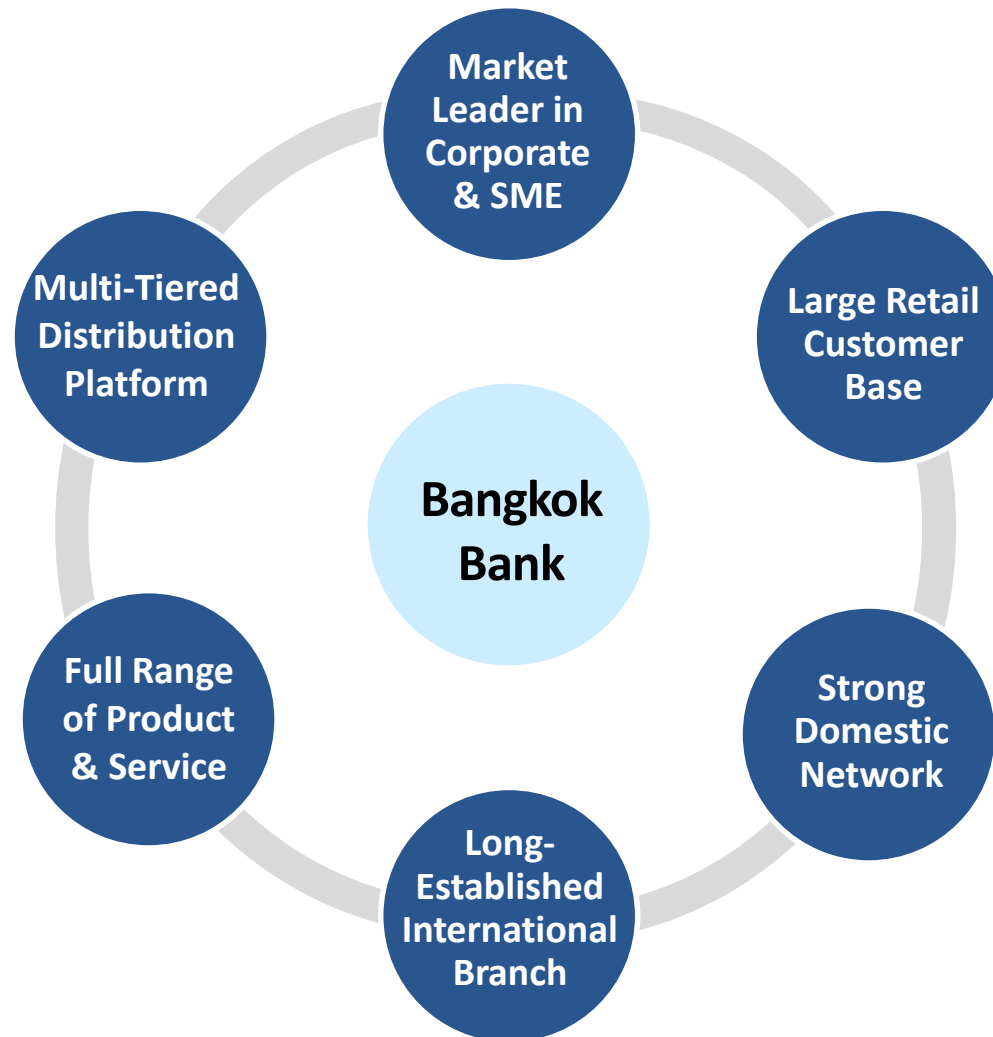 Market
Leader in
Corporate
& SME
Multi-Tiered
Distribution
Platform
Large Retail
Customer
Base
Bangkok
Bank
Full Range
of Product
& Service
Strong
Domestic
Network
Long-
Established
International
Branch